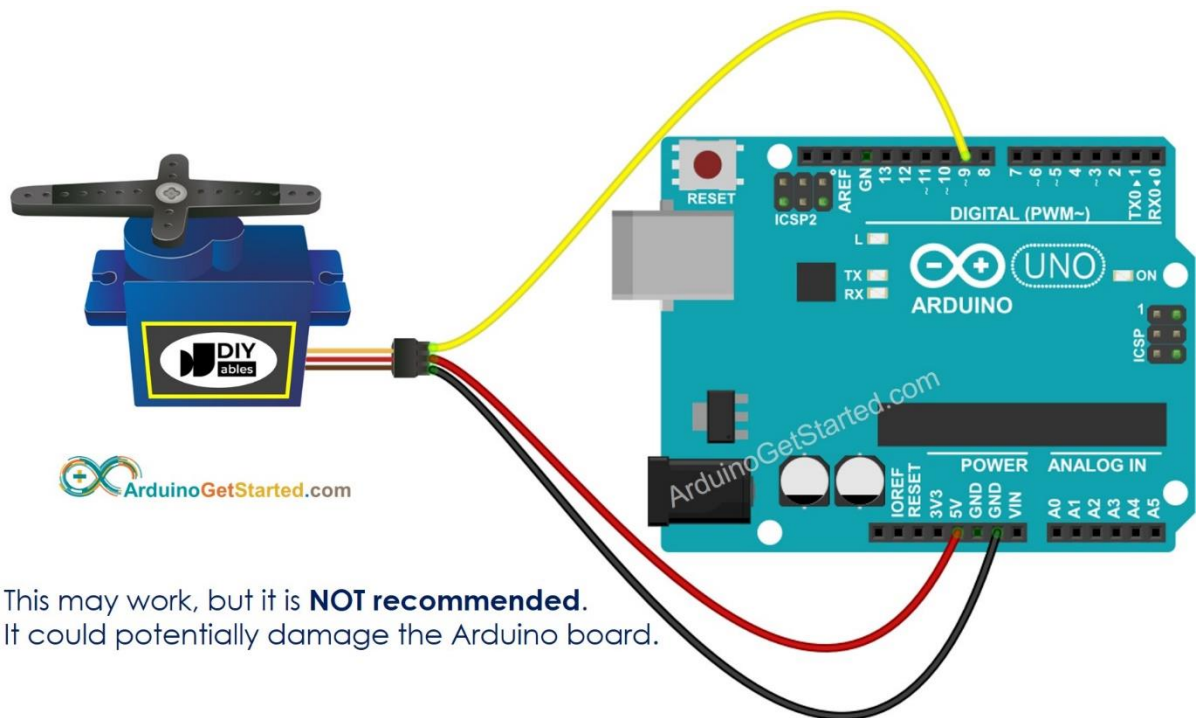 RESET
ICSP2
AREF
GN
13
12
~11
~10
~9
8
7
~6
~5
4
~3
2
TX0▸1
RX0◂0
DIGITAL (PWM~)
L
TX
RX
UNO
ARDUINO
ON
1
ICSP
DIY
ables
ArduinoGetStarted.com
ArduinoGetStarted.com
POWER
ANALOG IN
IOREF
RESET
3V3
5V
GND
GND
VIN
A0
A1
A2
A3
A4
A5
This may work, but it is NOT recommended.
It could potentially damage the Arduino board.